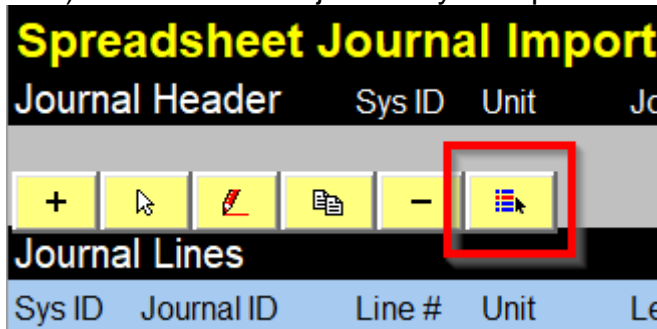 Spreadsheet Journal Import
Journal Header Sys ID Unit
+ −
Journal Lines
Sys ID Journal ID Line # Unit